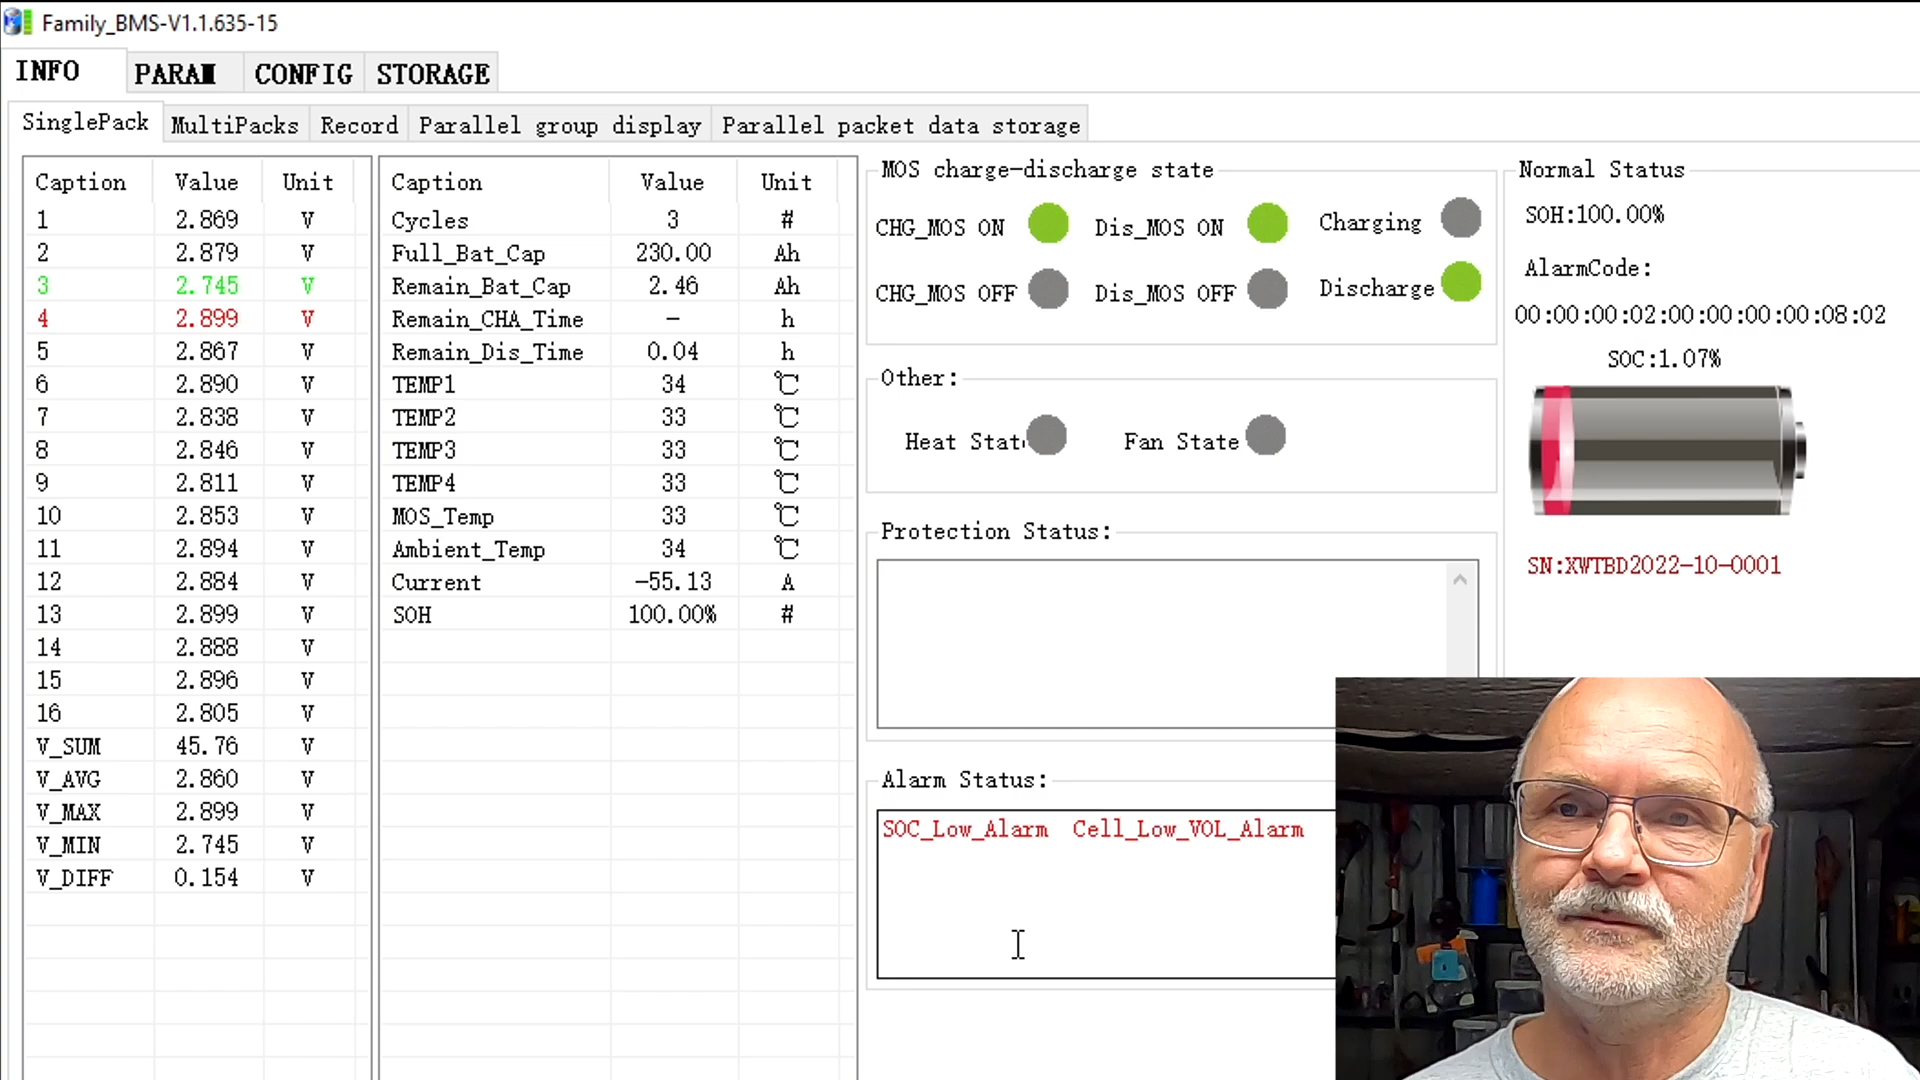 Family_BMS-V1.1.635-15
INFO PARAM CONFIG STORAGE
SinglePack MultiPacks Record Parallel group display Parallel packet data storage
Caption Value Unit
1 2.869 V
2 2.879 V
3 2.745 V
4 2.899 V
5 2.867 V
6 2.890 V
7 2.838 V
8 2.846 V
9 2.811 V
10 2.853 V
11 2.894 V
12 2.884 V
13 2.899 V
14 2.888 V
15 2.896 V
16 2.805 V
V_SUM 45.76 V
V_AVG 2.860 V
V_MAX 2.899 V
V_MIN 2.745 V
V_DIFF 0.154 V
Caption Value Unit
Cycles 3 #
Full_Bat_Cap 230.00 Ah
Remain_Bat_Cap 2.46 Ah
Remain_CHA_Time – h
Remain_Dis_Time 0.04 h
TEMP1 34 ℃
TEMP2 33 ℃
TEMP3 33 ℃
TEMP4 33 ℃
MOS_Temp 33 ℃
Ambient_Temp 34 ℃
Current -55.13 A
SOH 100.00% #
MOS charge-discharge state
CHG_MOS ON Dis_MOS ON Charging
CHG_MOS OFF Dis_MOS OFF Discharge
Other:
Heat Stat Fan State
Protection Status:
Alarm Status:
SOC_Low_Alarm Cell_Low_VOL_Alarm
Normal Status
SOH:100.00%
AlarmCode:
00:00:00:02:00:00:00:00:08:02
SOC:1.07%
SN:XWTBD2022-10-0001